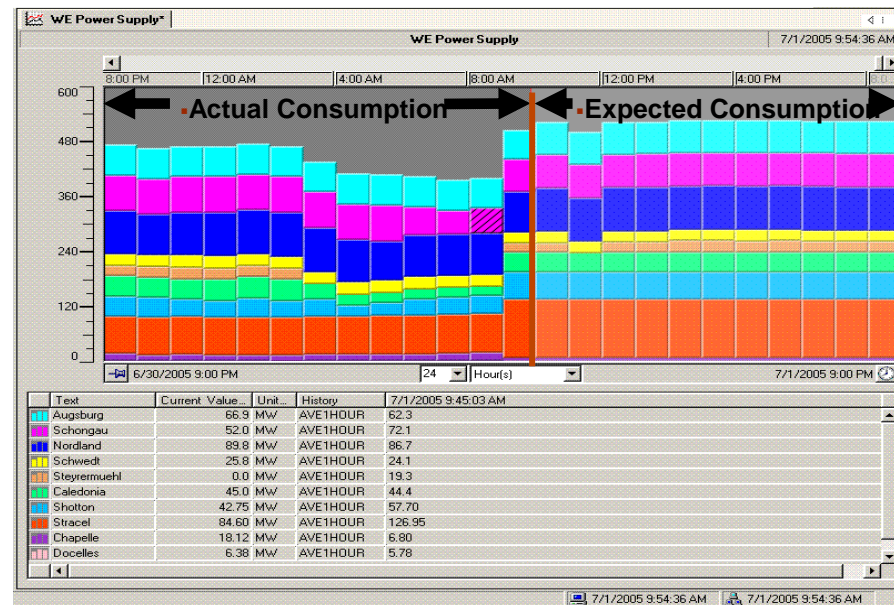 WE Power Supply*
WE Power Supply 7/1/2005 9:54:36 AM
8:00 PM 12:00 AM 4:00 AM 8:00 AM 12:00 PM 4:00 PM
Actual Consumption Expected Consumption
600
480
360
240
120
0
6/30/2005 9:00 PM 24 Hour(s) 7/1/2005 9:00 PM
Text Current Value... Unit... History 7/1/2005 9:45:03 AM
Augsburg 66.9 MW AVE1HOUR 62.3
Schongau 52.0 MW AVE1HOUR 72.1
Nordland 89.8 MW AVE1HOUR 86.7
Schwedt 25.8 MW AVE1HOUR 24.1
Steyrermuehl 0.0 MW AVE1HOUR 19.3
Caledonia 45.0 MW AVE1HOUR 44.4
Shotton 42.75 MW AVE1HOUR 57.70
Stracel 84.60 MW AVE1HOUR 126.95
Chapelle 18.12 MW AVE1HOUR 6.80
Docelles 6.38 MW AVE1HOUR 5.78
7/1/2005 9:54:36 AM 7/1/2005 9:54:36 AM